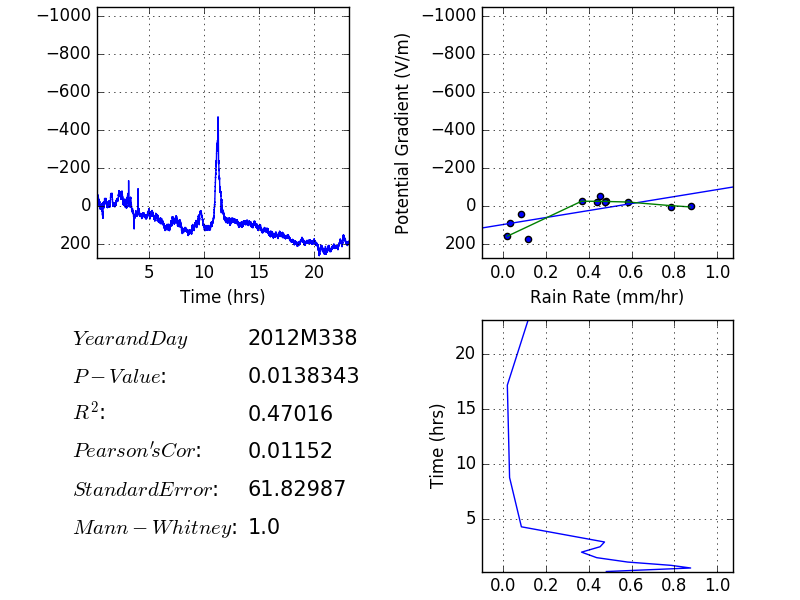 −1000
−800
−600
−400
−200
0
200
5 10 15 20
Time (hrs)
Potential Gradient (V/m)
−1000
−800
−600
−400
−200
0
200
0.0 0.2 0.4 0.6 0.8 1.0
Rain Rate (mm/hr)
YearandDay 2012M338
P−Value: 0.0138343
R²: 0.47016
Pearson'sCor: 0.01152
StandardError: 61.82987
Mann−Whitney: 1.0
Time (hrs)
20
15
10
5
0.0 0.2 0.4 0.6 0.8 1.0